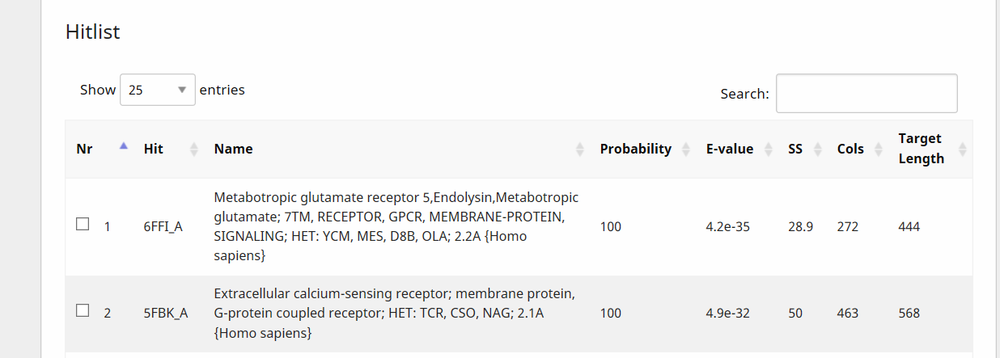 Hitlist
Show 25 entries
Search:
Nr Hit Name Probability E-value SS Cols Target Length
Metabotropic glutamate receptor 5,Endolysin,Metabotropic
glutamate; 7TM, RECEPTOR, GPCR, MEMBRANE-PROTEIN,
1 6FFI_A SIGNALING; HET: YCM, MES, D8B, OLA; 2.2A {Homo 100 4.2e-35 28.9 272 444
sapiens}
Extracellular calcium-sensing receptor; membrane protein,
2 5FBK_A G-protein coupled receptor; HET: TCR, CSO, NAG; 2.1A 100 4.9e-32 50 463 568
{Homo sapiens}